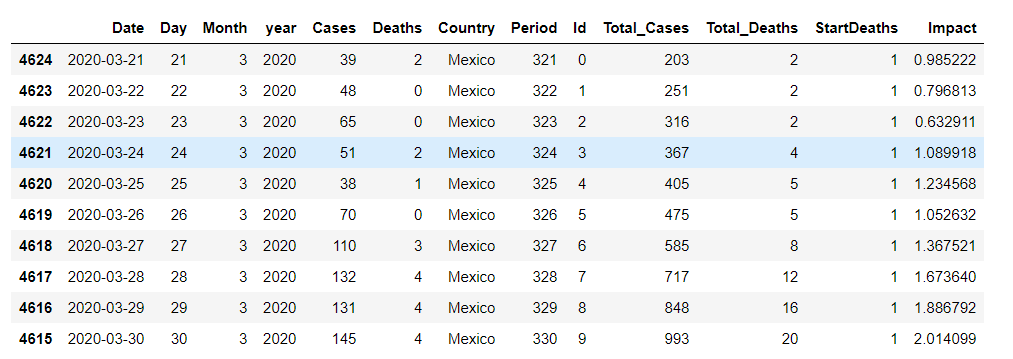 Date Day Month year Cases Deaths Country Period Id Total_Cases Total_Deaths StartDeaths Impact
4624 2020-03-21 21 3 2020 39 2 Mexico 321 0 203 2 1 0.985222
4623 2020-03-22 22 3 2020 48 0 Mexico 322 1 251 2 1 0.796813
4622 2020-03-23 23 3 2020 65 0 Mexico 323 2 316 2 1 0.632911
4621 2020-03-24 24 3 2020 51 2 Mexico 324 3 367 4 1 1.089918
4620 2020-03-25 25 3 2020 38 1 Mexico 325 4 405 5 1 1.234568
4619 2020-03-26 26 3 2020 70 0 Mexico 326 5 475 5 1 1.052632
4618 2020-03-27 27 3 2020 110 3 Mexico 327 6 585 8 1 1.367521
4617 2020-03-28 28 3 2020 132 4 Mexico 328 7 717 12 1 1.673640
4616 2020-03-29 29 3 2020 131 4 Mexico 329 8 848 16 1 1.886792
4615 2020-03-30 30 3 2020 145 4 Mexico 330 9 993 20 1 2.014099